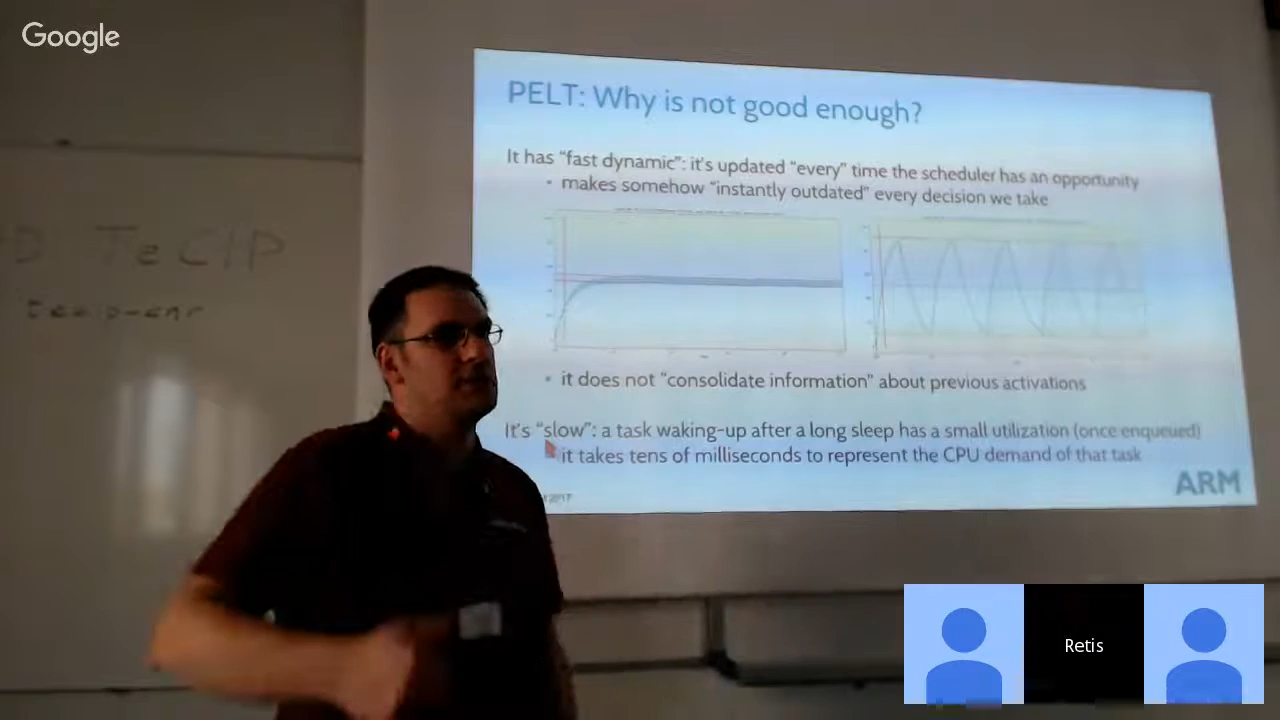 Google
PELT: Why is not good enough?
It has "fast dynamic": it's updated "every" time the scheduler has an opportunity
• makes somehow "instantly outdated" every decision we take
• it does not "consolidate information" about previous activations
It's "slow": a task waking-up after a long sleep has a small utilization (once enqueued)
it takes tens of milliseconds to represent the CPU demand of that task
ARM
2017
TeCIP
Retis